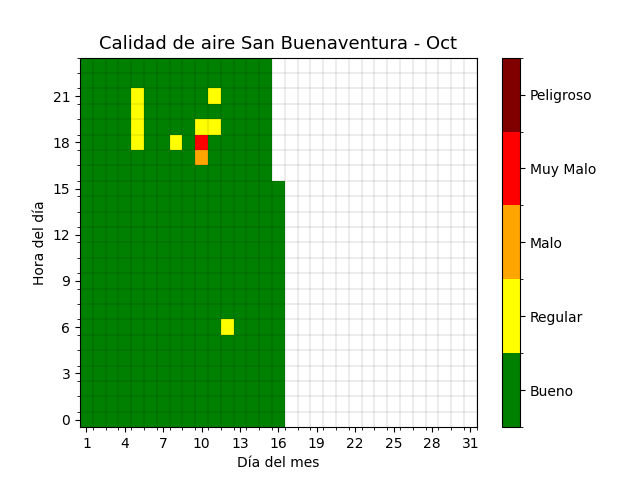 Calidad de aire San Buenaventura - Oct
Hora del día
21
18
15
12
9
6
3
0
1 4 7 10 13 16 19 22 25 28 31
Día del mes
Peligroso
Muy Malo
Malo
Regular
Bueno